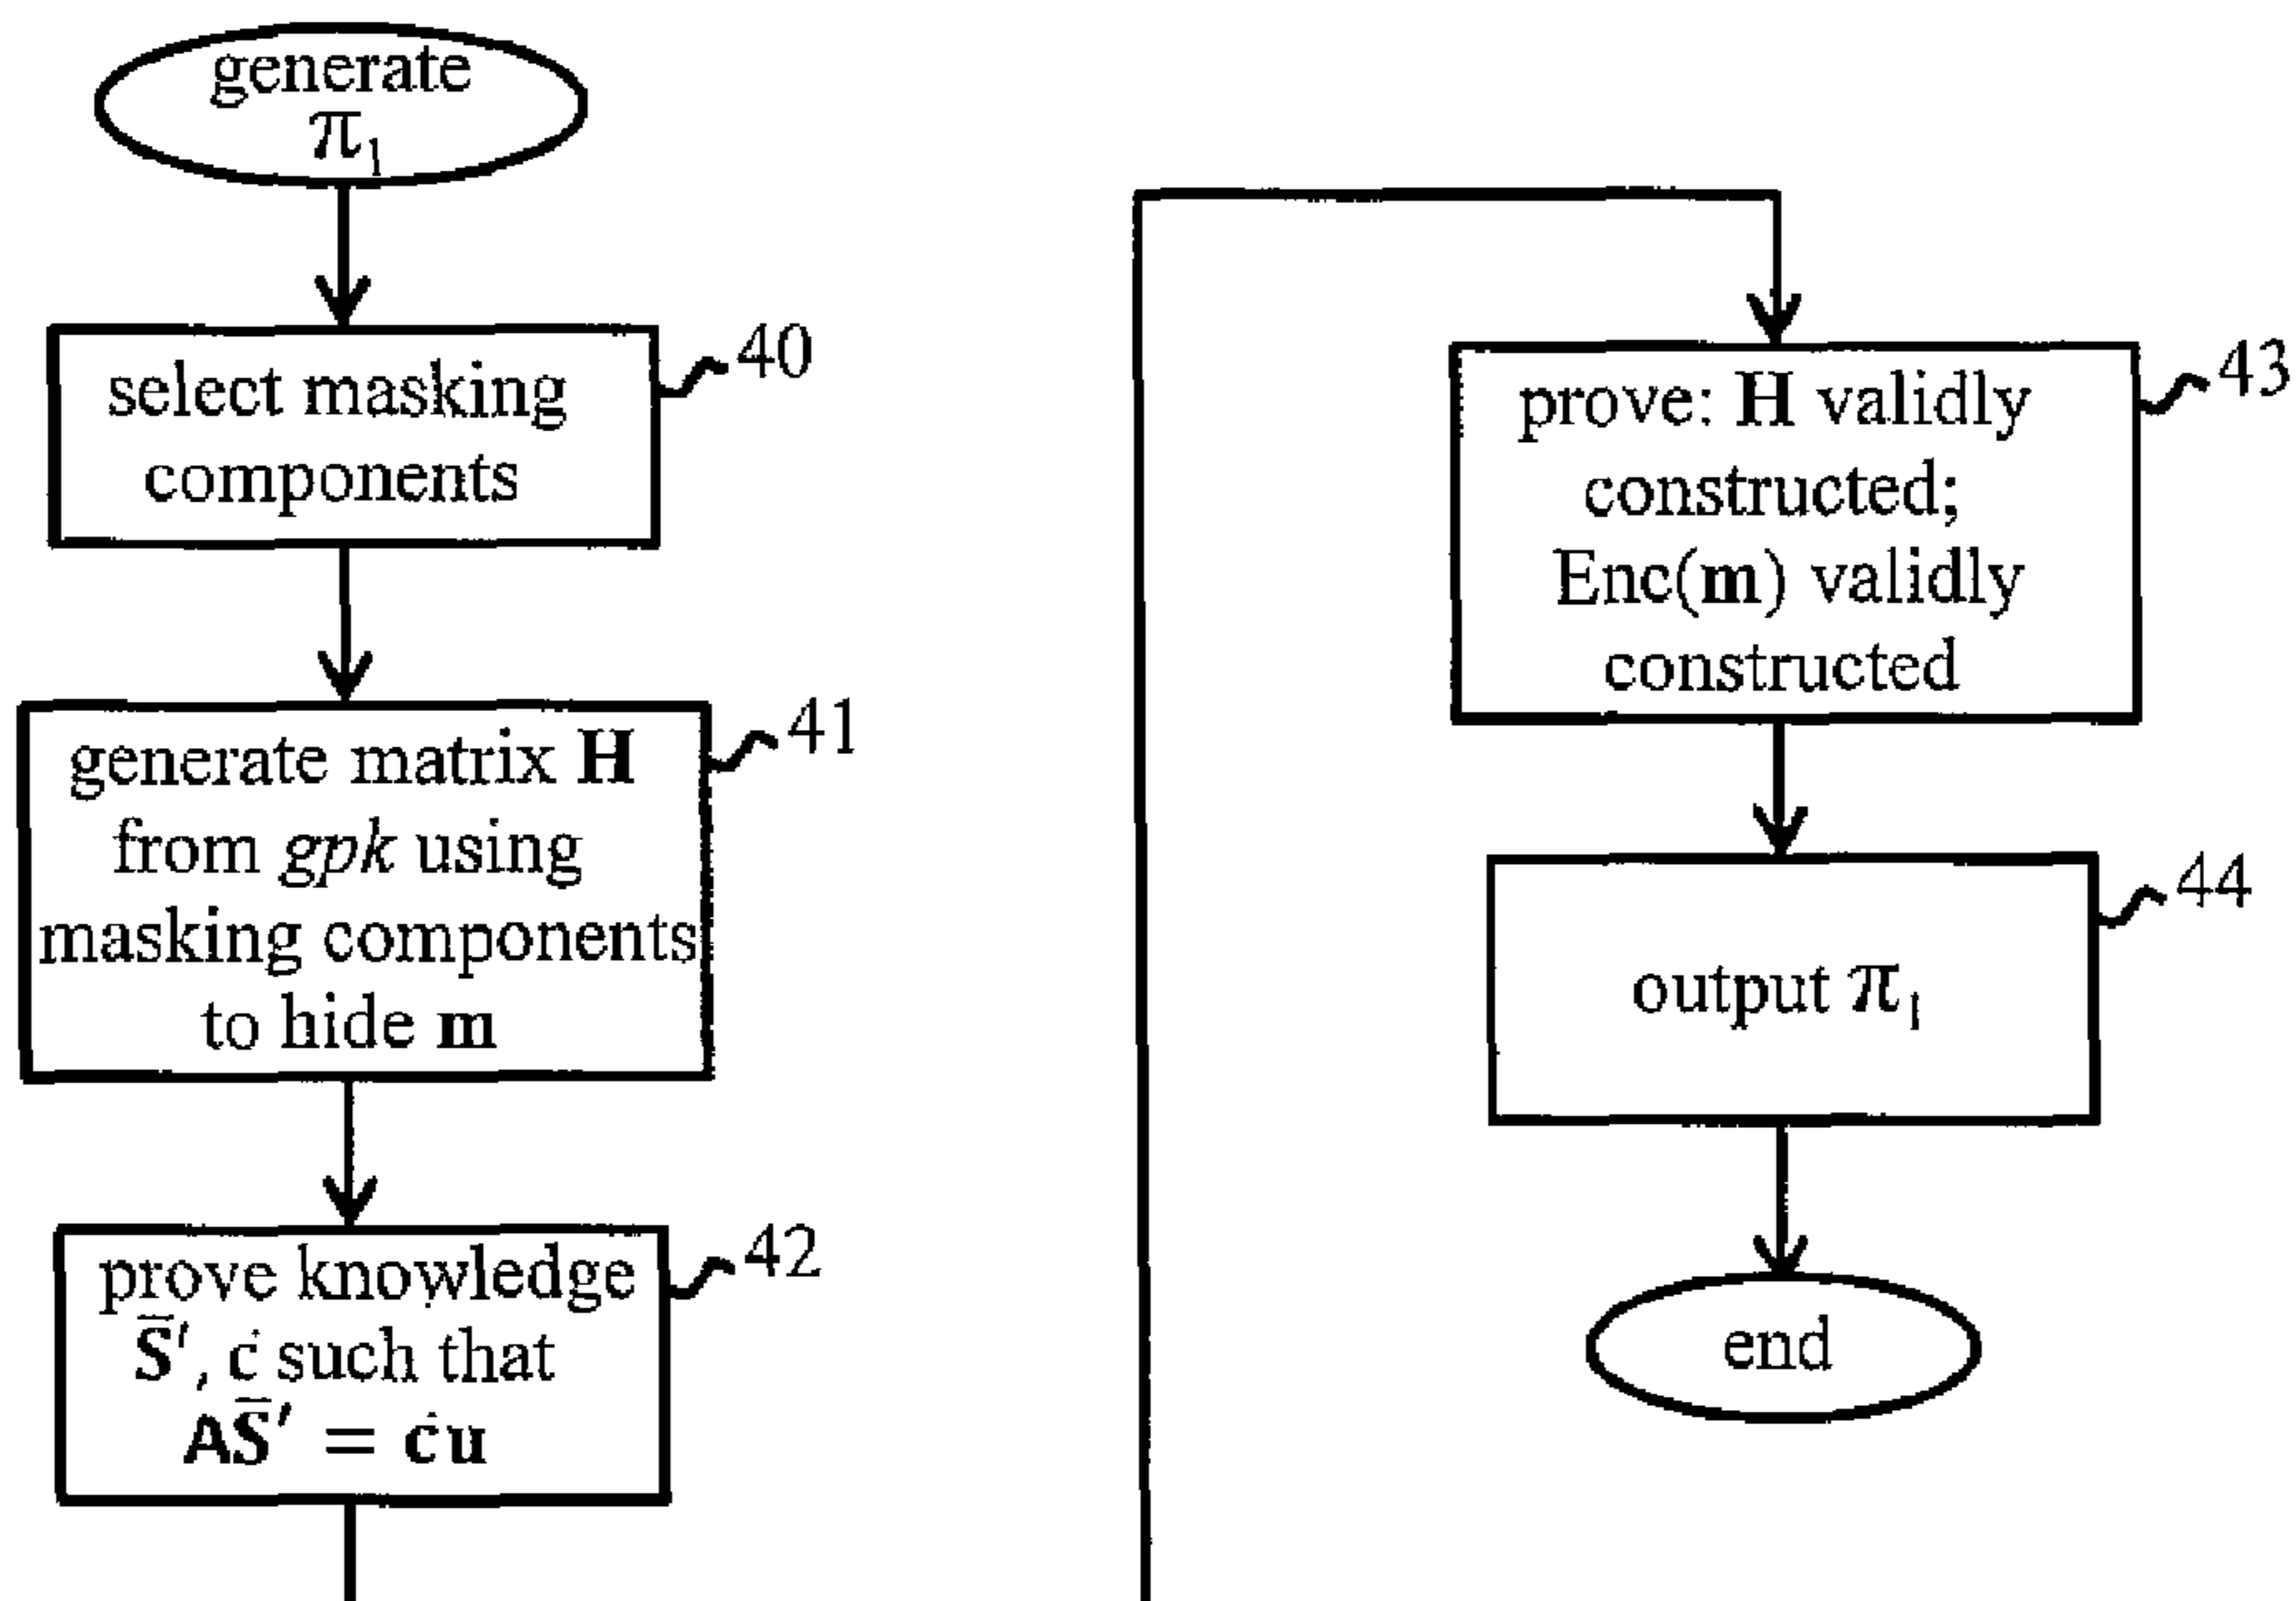 generate
π₁
select masking
components
40
generate matrix H
from gpk using
masking components
to hide m
41
prove knowledge
S̄′, ċ such that
AS̄′ = ċu
42
prove: H validly
constructed;
Enc(m) validly
constructed
43
output π₁
44
end